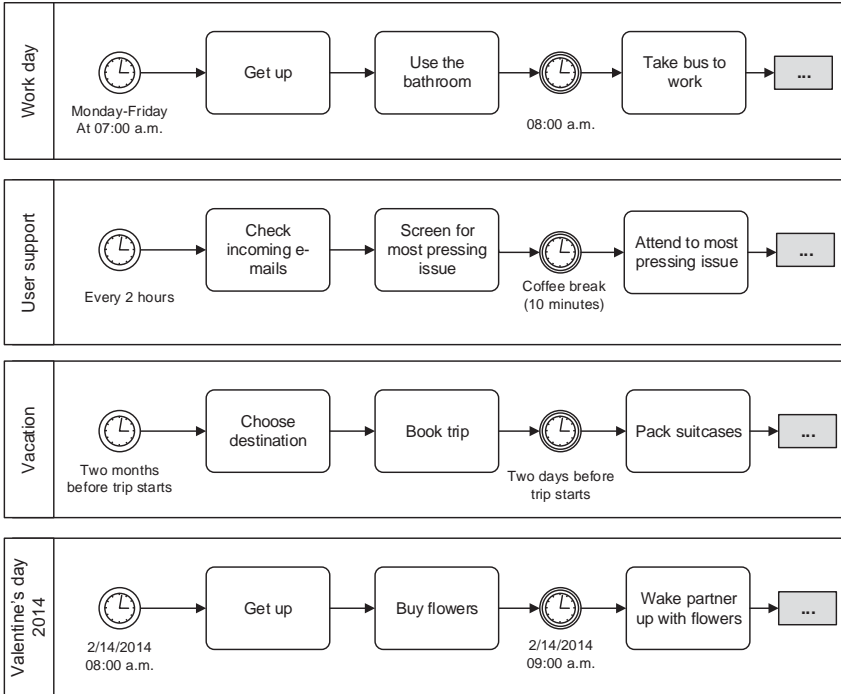 Work day
Monday-Friday
At 07:00 a.m.
Get up
Use the
bathroom
08:00 a.m.
Take bus to
work
...
User support
Every 2 hours
Check
incoming e-
mails
Screen for
most pressing
issue
Coffee break
(10 minutes)
Attend to most
pressing issue
...
Vacation
Two months
before trip starts
Choose
destination
Book trip
Two days before
trip starts
Pack suitcases
...
Valentine's day
2014
2/14/2014
08:00 a.m.
Get up
Buy flowers
2/14/2014
09:00 a.m.
Wake partner
up with flowers
...